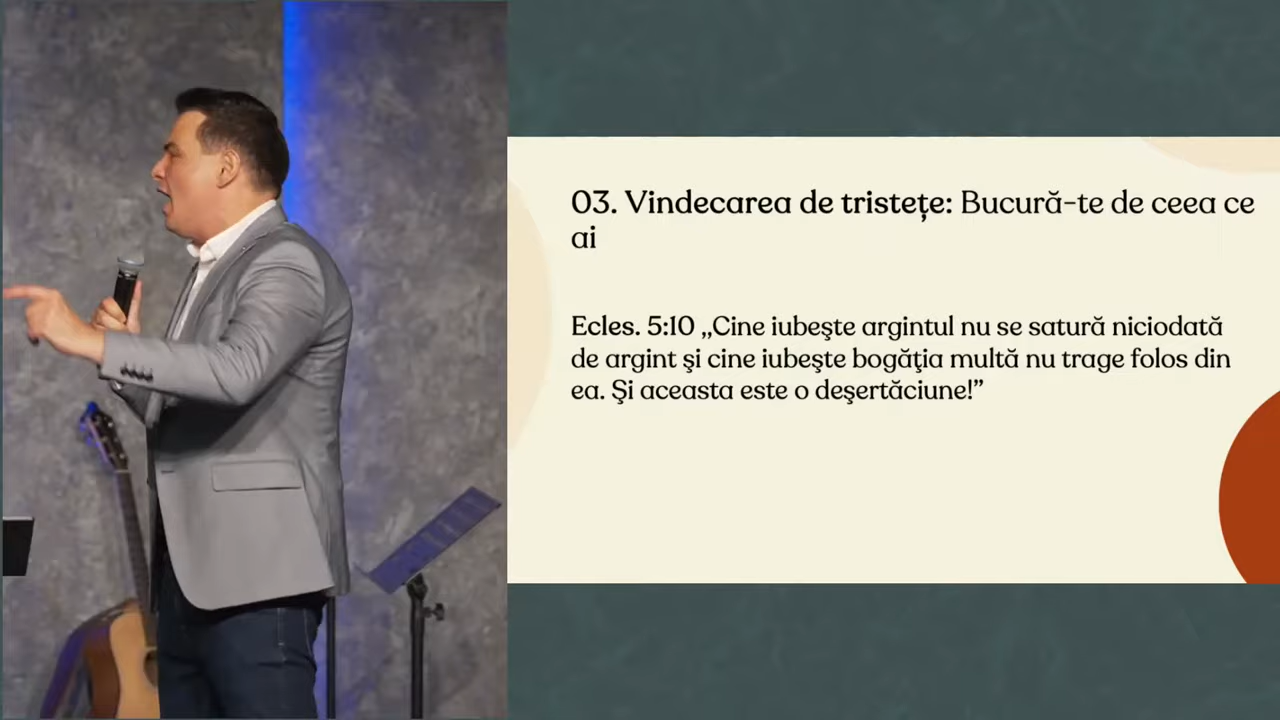 03. Vindecarea de tristețe: Bucură-te de ceea ce
ai
Ecles. 5:10 „Cine iubeşte argintul nu se satură niciodată
de argint şi cine iubeşte bogăţia multă nu trage folos din
ea. Şi aceasta este o deşertăciune!”